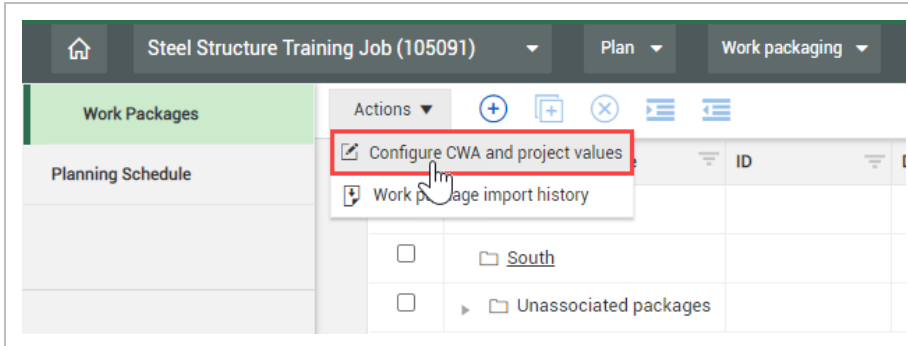 Steel Structure Training Job (105091) Plan Work packaging
Work Packages
Actions
Configure CWA and project values
ID
Planning Schedule
Work package import history
South
Unassociated packages